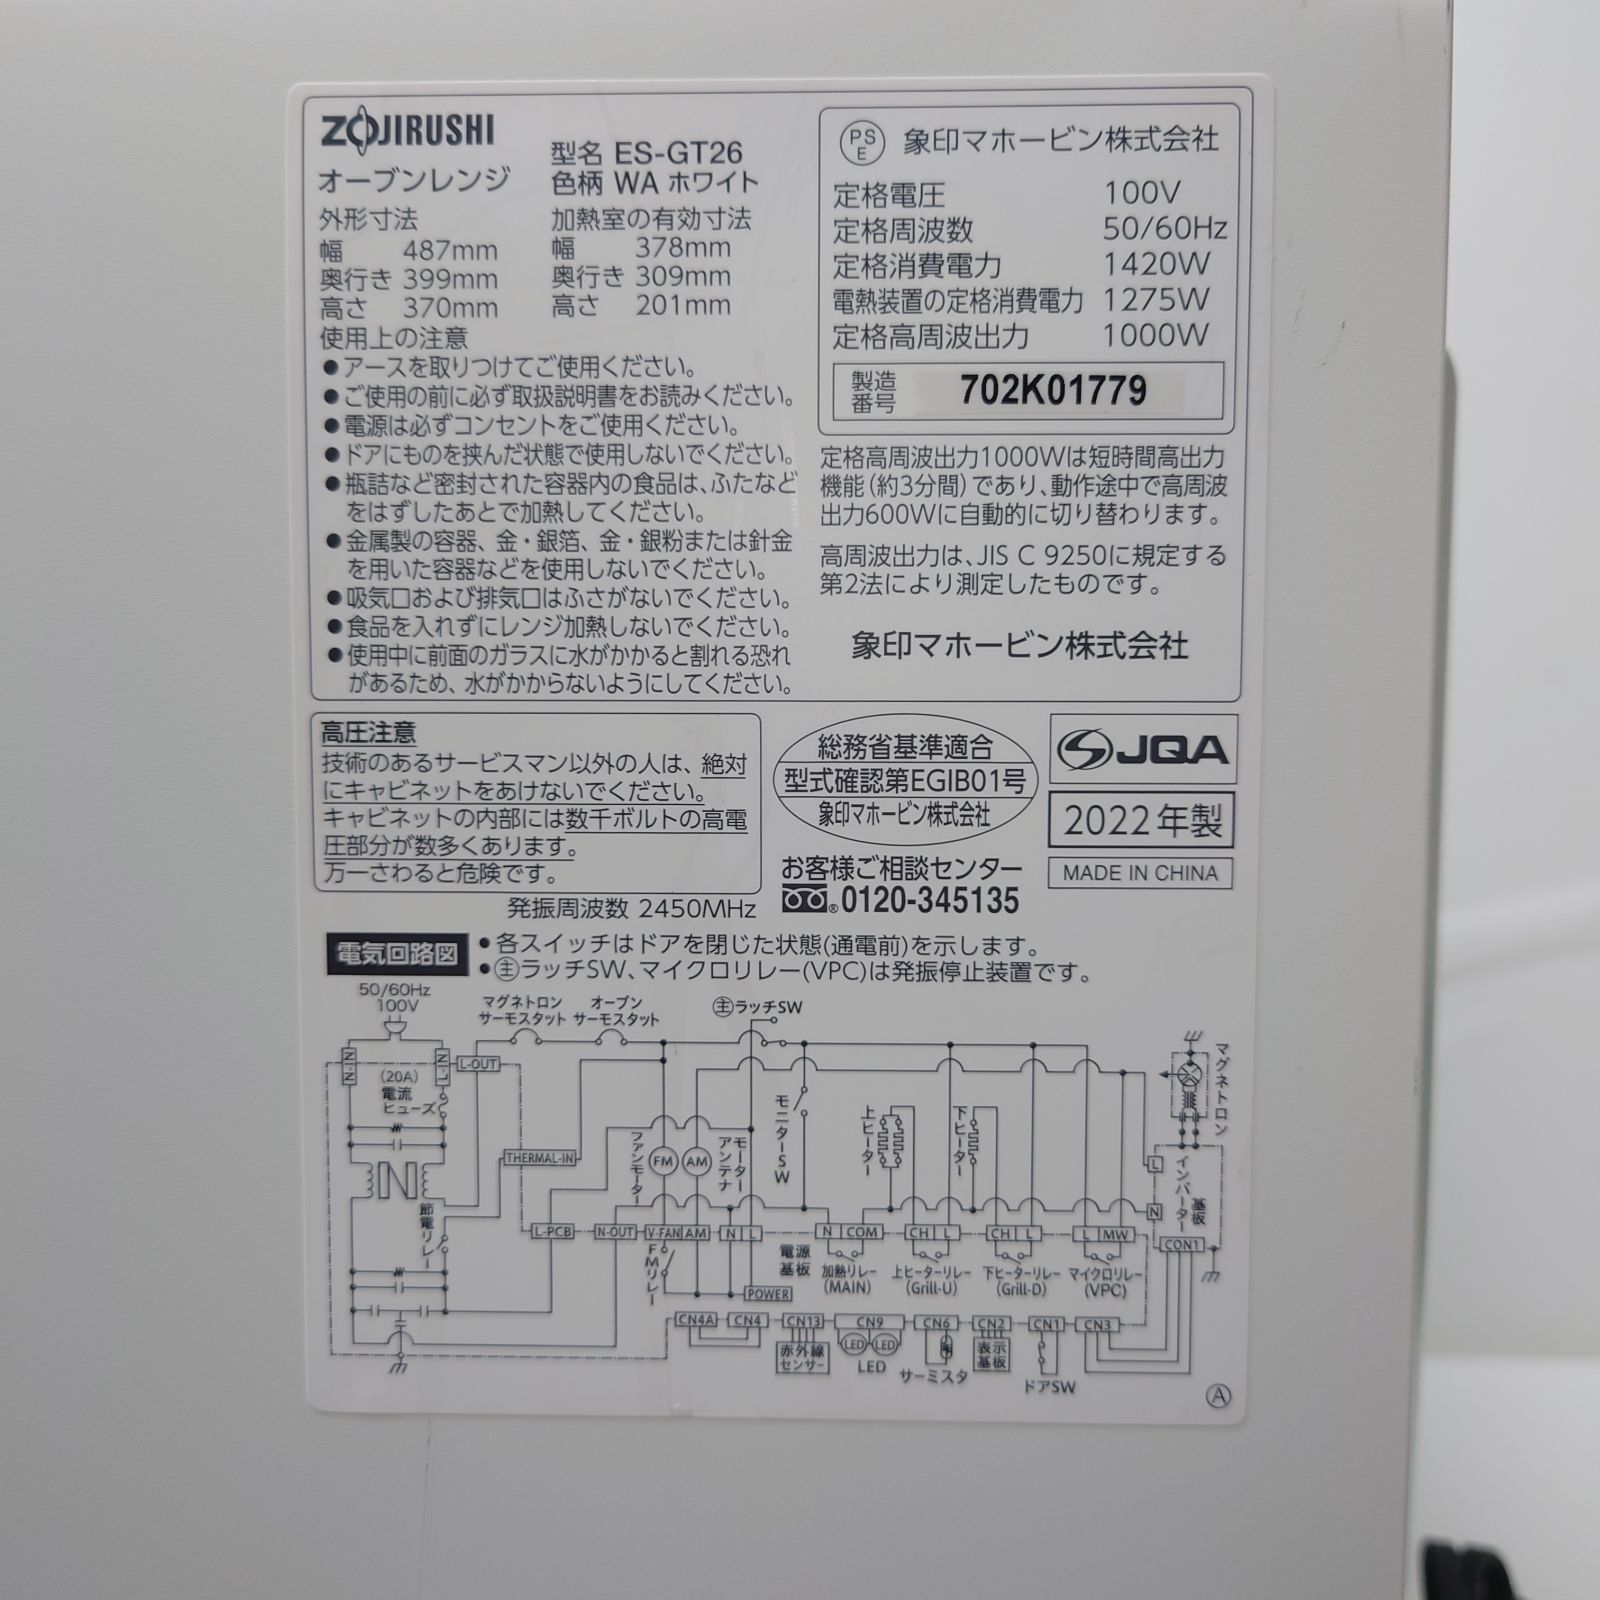 ZOJIRUSHI
オーブンレンジ
型名 ES-GT26
色柄 WA ホワイト
外形寸法
幅 487mm
奥行き 399mm
高さ 370mm
加熱室の有効寸法
幅 378mm
奥行き 309mm
高さ 201mm
使用上の注意
●アースを取りつけてご使用ください。
●ご使用の前に必ず取扱説明書をお読みください。
●電源は必ずコンセントをご使用ください。
●ドアにものを挟んだ状態で使用しないでください。
●瓶詰など密封された容器内の食品は、ふたなど
をはずしたあとで加熱してください。
●金属製の容器、金・銀箔、金・銀粉または針金
を用いた容器などを使用しないでください。
●吸気口および排気口はふさがないでください。
●食品を入れずにレンジ加熱しないでください。
●使用中に前面のガラスに水がかかると割れる恐れ
があるため、水がかからないようにしてください。
PS
E
象印マホービン株式会社
定格電圧 100V
定格周波数 50/60Hz
定格消費電力 1420W
電熱装置の定格消費電力 1275W
定格高周波出力 1000W
製造
番号 702K01779
定格高周波出力1000Wは短時間高出力
機能(約3分間)であり、動作途中で高周波
出力600Wに自動的に切り替わります。
高周波出力は、JIS C 9250に規定する
第2法により測定したものです。
象印マホービン株式会社
高圧注意
技術のあるサービスマン以外の人は、絶対
にキャビネットをあけないでください。
キャビネットの内部には数千ボルトの高電
圧部分が数多くあります。
万一さわると危険です。
総務省基準適合
型式確認第EGIB01号
象印マホービン株式会社
JQA
2022年製
MADE IN CHINA
お客様ご相談センター
® 0120-345135
発振周波数 2450MHz
電気回路図
•各スイッチはドアを閉じた状態(通電前)を示します。
•主ラッチSW、マイクロリレー(VPC)は発振停止装置です。
50/60Hz
100V
マグネトロン
サーモスタット
オーブン
サーモスタット
主ラッチSW
N-N
L-IN
L-OUT
(20A)
電流
ヒューズ
モニターSW
上ヒーター
下ヒーター
マグネトロン
THERMAL-IN
ファンモーター
FM
AM
アンテナ
モーター
L
N
インバーター
基板
節電リレー
L-PCB
N-OUT
V-FAN
AM
N
L
N
COM
CH
L
CH
L
L
MW
CON1
FMリレー
電源
基板
加熱リレー
(MAIN)
上ヒーターリレー
(Grill-U)
下ヒーターリレー
(Grill-D)
マイクロリレー
(VPC)
POWER
CN4A
CN4
CN13
CN9
CN6
CN2
CN1
CN3
赤外線
センサー
LED
LED
LED
サーミスタ
表示
基板
ドアSW
A